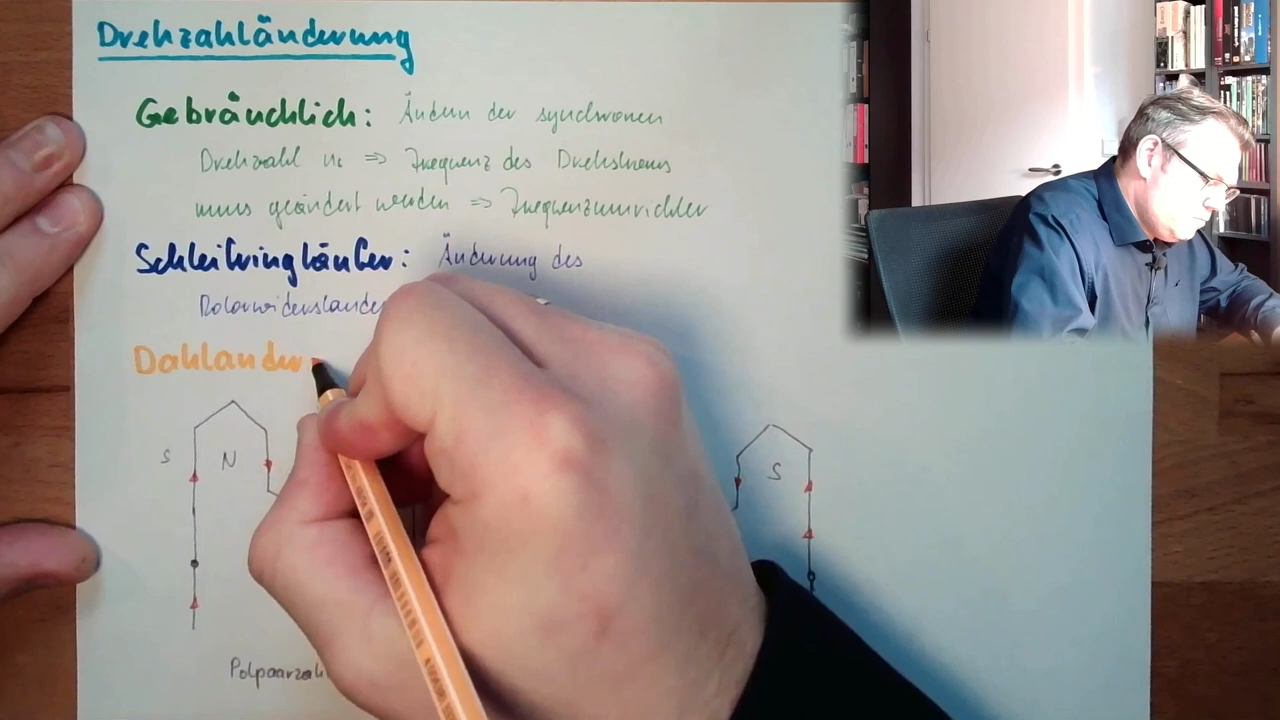 Drehzahländerung
Gebräuchlich: Ändern der synchronen
Drehzahl n₁ => Frequenz des Drehstroms
muss geändert werden => Frequenzumrichter
Schleifringläufer: Änderung des
Rotorwiderstandes
Dahlander
S N S
Polpaarzahl